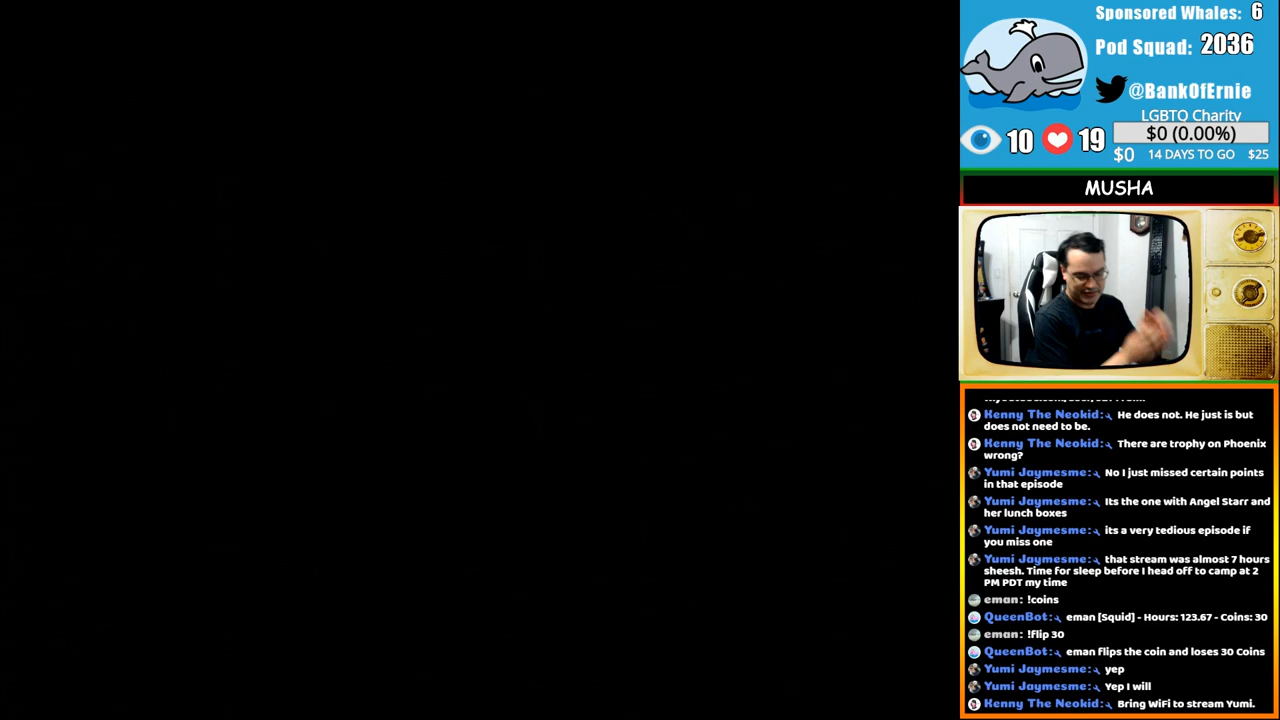 Sponsored Whales: 6
Pod Squad: 2036
@BankOfErnie
LGBTQ Charity
10 19 $0 (0.00%)
$0 14 DAYS TO GO $25
MUSHA
Kenny The Neokid: He does not. He just is but
does not need to be.
Kenny The Neokid: There are trophy on Phoenix
wrong?
Yumi Jaymesme: No I just missed certain points
in that episode
Yumi Jaymesme: Its the one with Angel Starr and
her lunch boxes
Yumi Jaymesme: its a very tedious episode if
you miss one
Yumi Jaymesme: that stream was almost 7 hours
sheesh. Time for sleep before I head off to camp at 2
PM PDT my time
eman: !coins
QueenBot: eman [Squid] - Hours: 123.67 - Coins: 30
eman: !flip 30
QueenBot: eman flips the coin and loses 30 Coins
Yumi Jaymesme: yep
Yumi Jaymesme: Yep I will
Kenny The Neokid: Bring WiFi to stream Yumi.